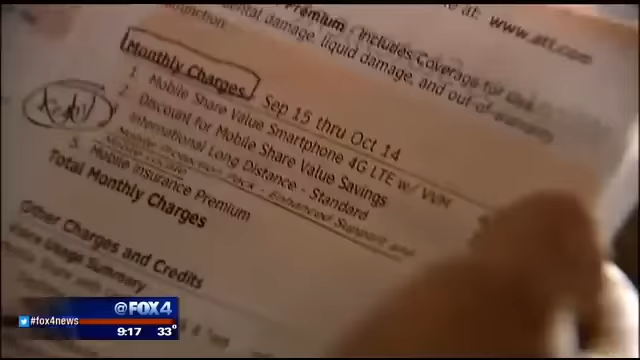 at: www.att.com
Premium - Includes Coverage for
dental damage, liquid damage, and out-of-warranty
Monthly Charges Sep 15 thru Oct 14
1. Mobile Share Value Smartphone 4G LTE w/ VVM
2. Discount for Mobile Share Value Savings
International Long Distance - Standard
Mobile Protection Pack - Enhanced Support and
3. Mobile Insurance Premium
Total Monthly Charges
Other Charges and Credits
Usage Summary
@FOX4
#fox4news
9:17 33°